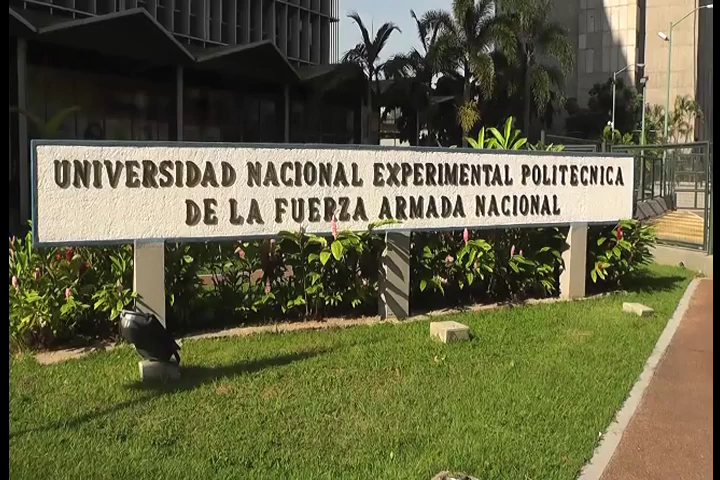 UNIVERSIDAD NACIONAL EXPERIMENTAL POLITECNICA
DE LA FUERZA ARMADA NACIONAL